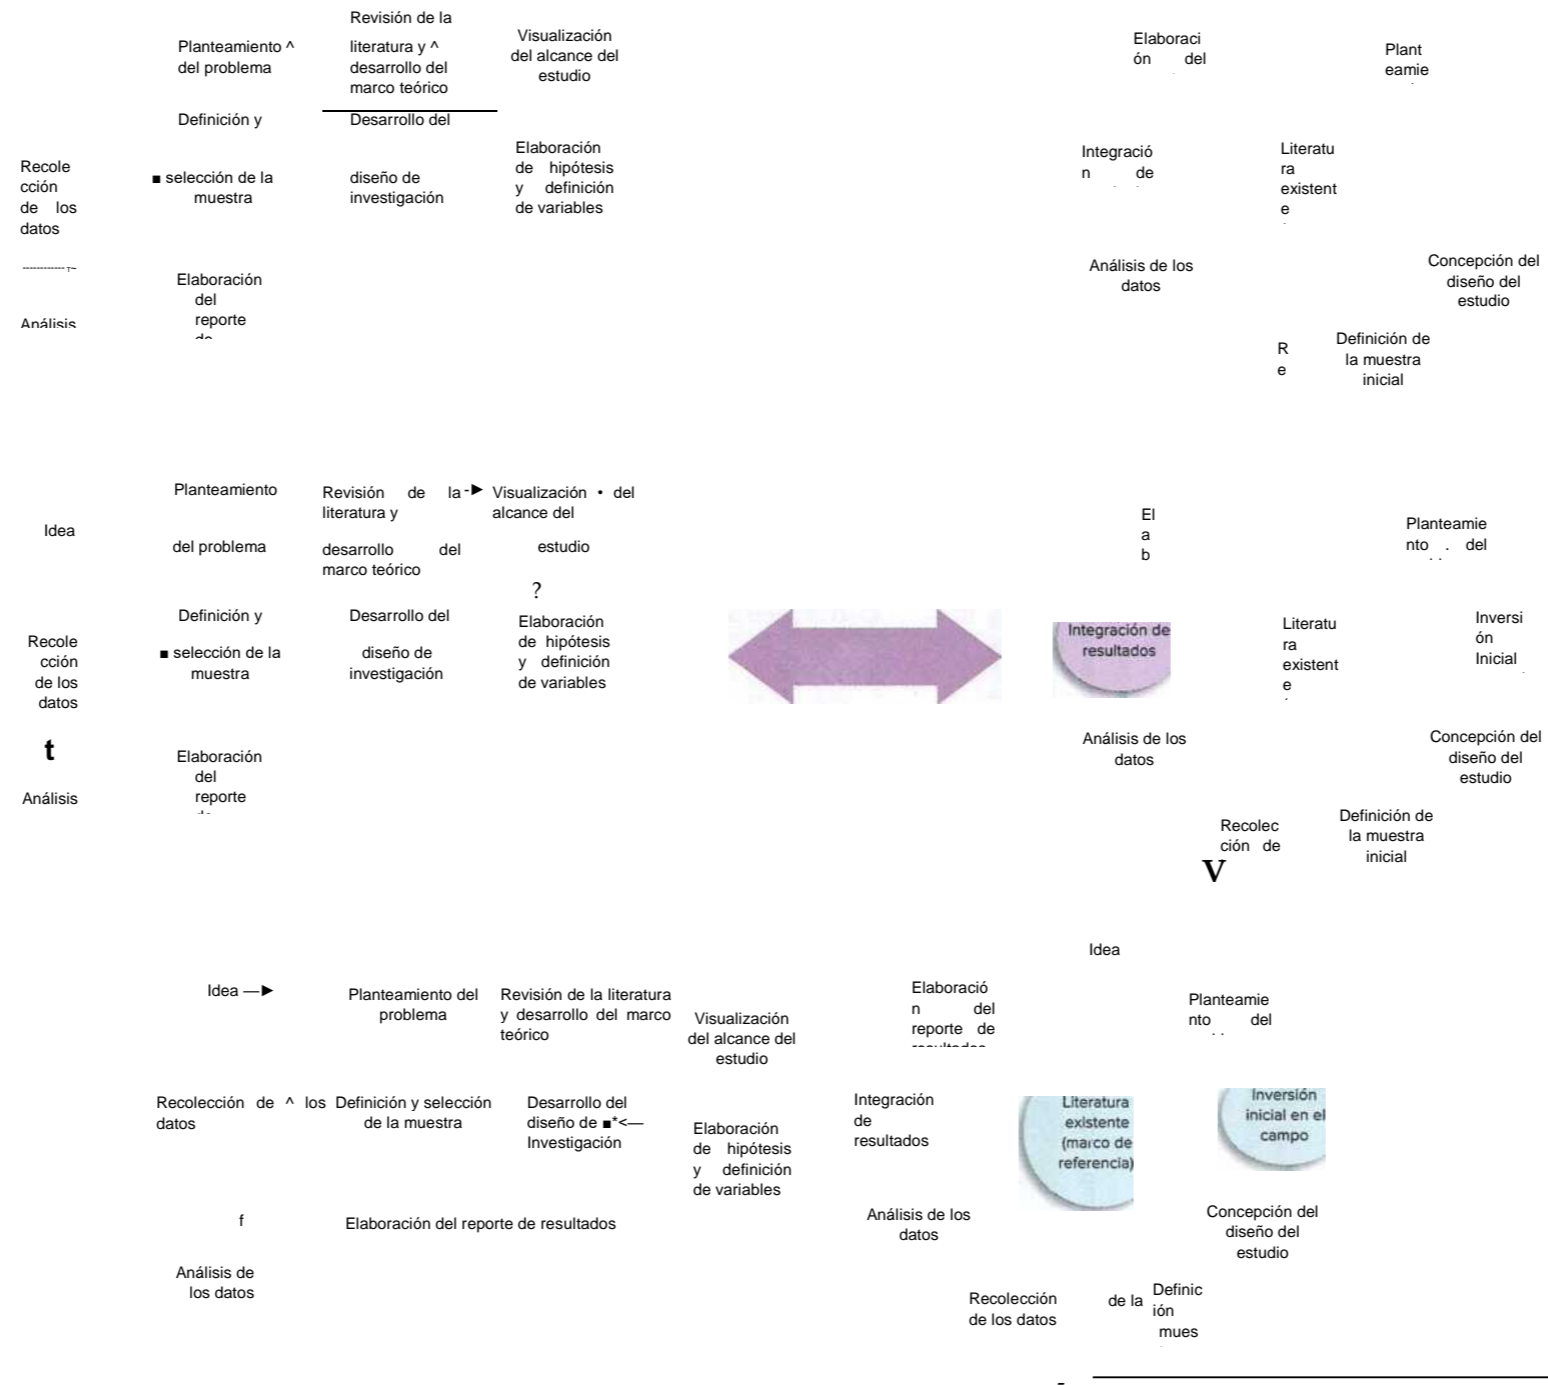 Revisión de la
Planteamiento ^
del problema
literatura y ^
desarrollo del
marco teórico
Visualización
del alcance del
estudio
Elaboraci
ón del
Plant
eamie
Definición y
■ selección de la
muestra
Desarrollo del
diseño de
investigación
Elaboración
de hipótesis
y definición
de variables
Recole
cción
de los
datos
Integració
n de
Literatu
ra
existent
e
Elaboración
del
reporte
de
Análisis
Análisis de los
datos
Concepción del
diseño del
estudio
R
e
Definición de
la muestra
inicial
Idea
Planteamiento
del problema
Revisión de la -►
literatura y
desarrollo del
marco teórico
Visualización • del
alcance del
estudio
?
El
a
b
Planteamie
nto . del
Recole
cción
de los
datos
Definición y
■ selección de la
muestra
Desarrollo del
diseño de
investigación
Elaboración
de hipótesis
y definición
de variables
Integración de
resultados
Literatu
ra
existent
e
Inversi
ón
Inicial
t
Análisis
Elaboración
del
reporte
de
Análisis de los
datos
Concepción del
diseño del
estudio
Recolec
ción de
V
Definición de
la muestra
inicial
Idea
Idea —►
Planteamiento del
problema
Revisión de la literatura
y desarrollo del marco
teórico
Visualización
del alcance del
estudio
Elaboració
n del
reporte de
resultados
Planteamie
nto del
Recolección de ^ los
datos
Definición y selección
de la muestra
Desarrollo del
diseño de ■*<—
Investigación
Elaboración
de hipótesis
y definición
de variables
Integración
de
resultados
Literatura
existente
(marco de
referencia)
Inversión
inicial en el
campo
f
Elaboración del reporte de resultados
Análisis de los
datos
Concepción del
diseño del
estudio
Análisis de
los datos
Recolección
de los datos
de la
Definic
ión
mues